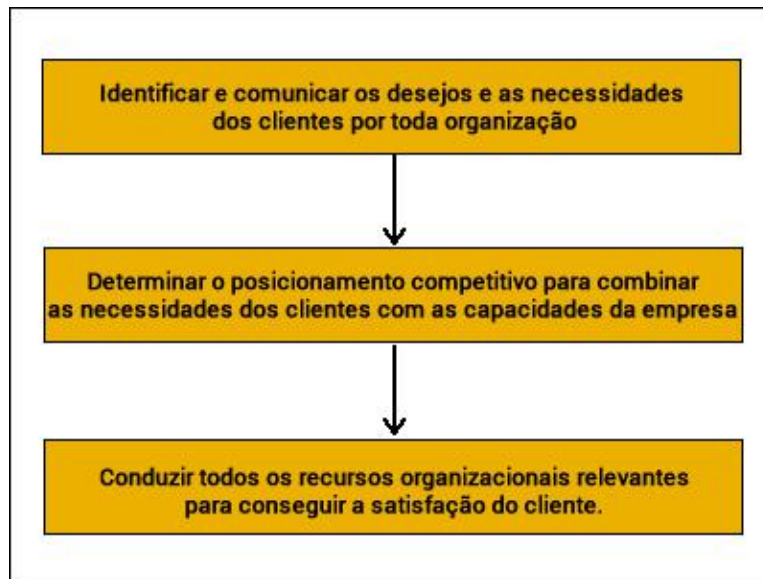 Identificar e comunicar os desejos e as necessidades
dos clientes por toda organização
Determinar o posicionamento competitivo para combinar
as necessidades dos clientes com as capacidades da empresa
Conduzir todos os recursos organizacionais relevantes
para conseguir a satisfação do cliente.